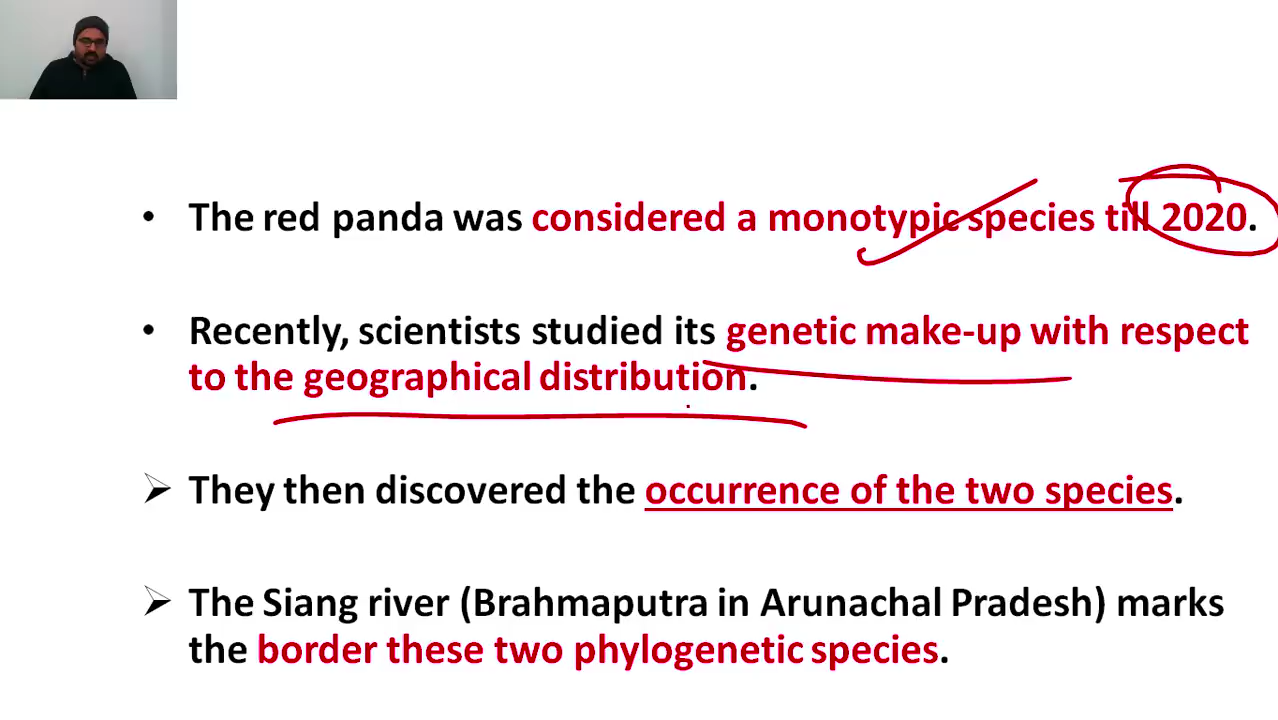 • The red panda was considered a monotypic species till 2020.
• Recently, scientists studied its genetic make-up with respect
to the geographical distribution.
➢ They then discovered the occurrence of the two species.
➢ The Siang river (Brahmaputra in Arunachal Pradesh) marks
the border these two phylogenetic species.